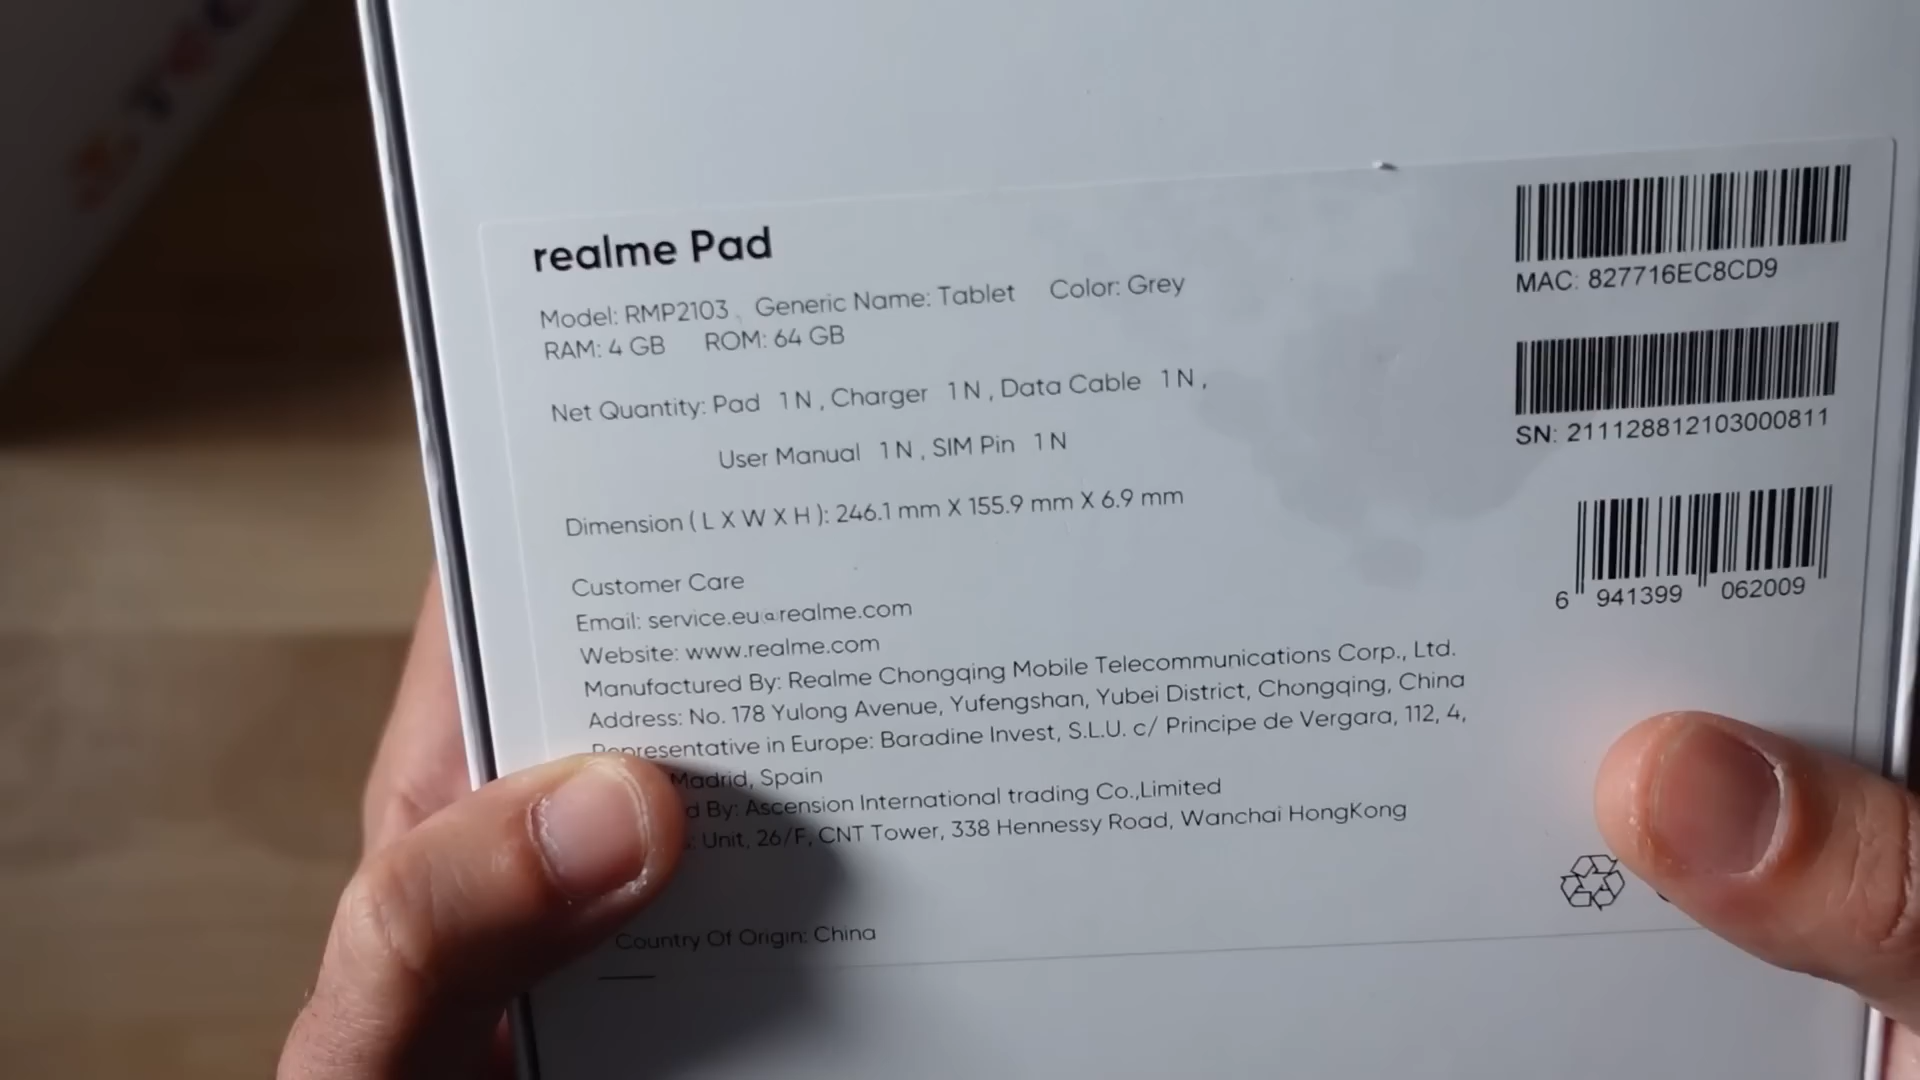 realme Pad
Model: RMP2103 Generic Name: Tablet Color: Grey
RAM: 4 GB ROM: 64 GB
Net Quantity: Pad 1 N , Charger 1 N , Data Cable 1 N ,
User Manual 1 N , SIM Pin 1 N
Dimension ( L X W X H ): 246.1 mm X 155.9 mm X 6.9 mm
Customer Care
Email: service.eu@realme.com
Website: www.realme.com
Manufactured By: Realme Chongqing Mobile Telecommunications Corp., Ltd.
Address: No. 178 Yulong Avenue, Yufengshan, Yubei District, Chongqing, China
Representative in Europe: Baradine Invest, S.L.U. c/ Principe de Vergara, 112, 4,
Madrid, Spain
By: Ascension International trading Co.,Limited
Unit, 26/F, CNT Tower, 338 Hennessy Road, Wanchai HongKong
Country Of Origin: China
MAC: 827716EC8CD9
SN: 211128812103000811
6 941399 062009